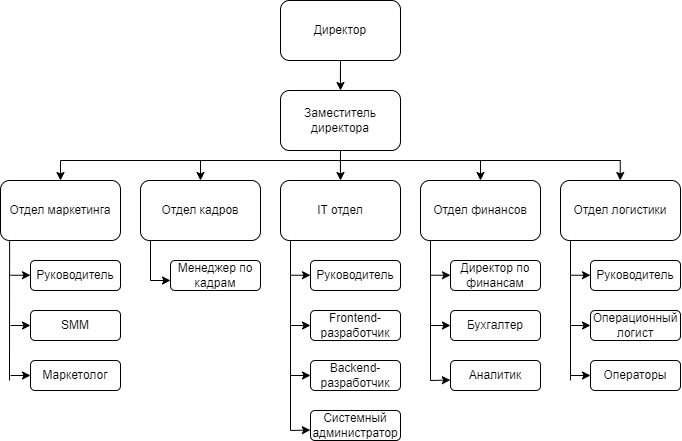 Директор
Заместитель
директора
Отдел маркетинга
Отдел кадров
IT отдел
Отдел финансов
Отдел логистики
Руководитель
Менеджер по
кадрам
Руководитель
Директор по
финансам
Руководитель
SMM
Frontend-
разработчик
Бухгалтер
Операционный
логист
Маркетолог
Backend-
разработчик
Аналитик
Операторы
Системный
администратор